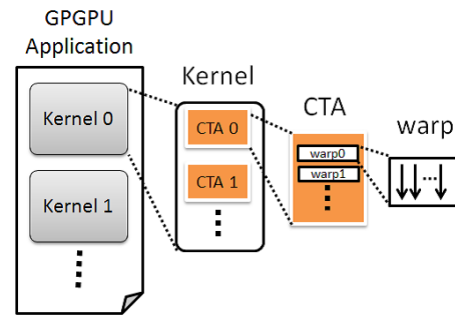 GPGPU
Application
Kernel 0
Kernel 1
Kernel
CTA 0
CTA 1
CTA
warp0
warp1
warp